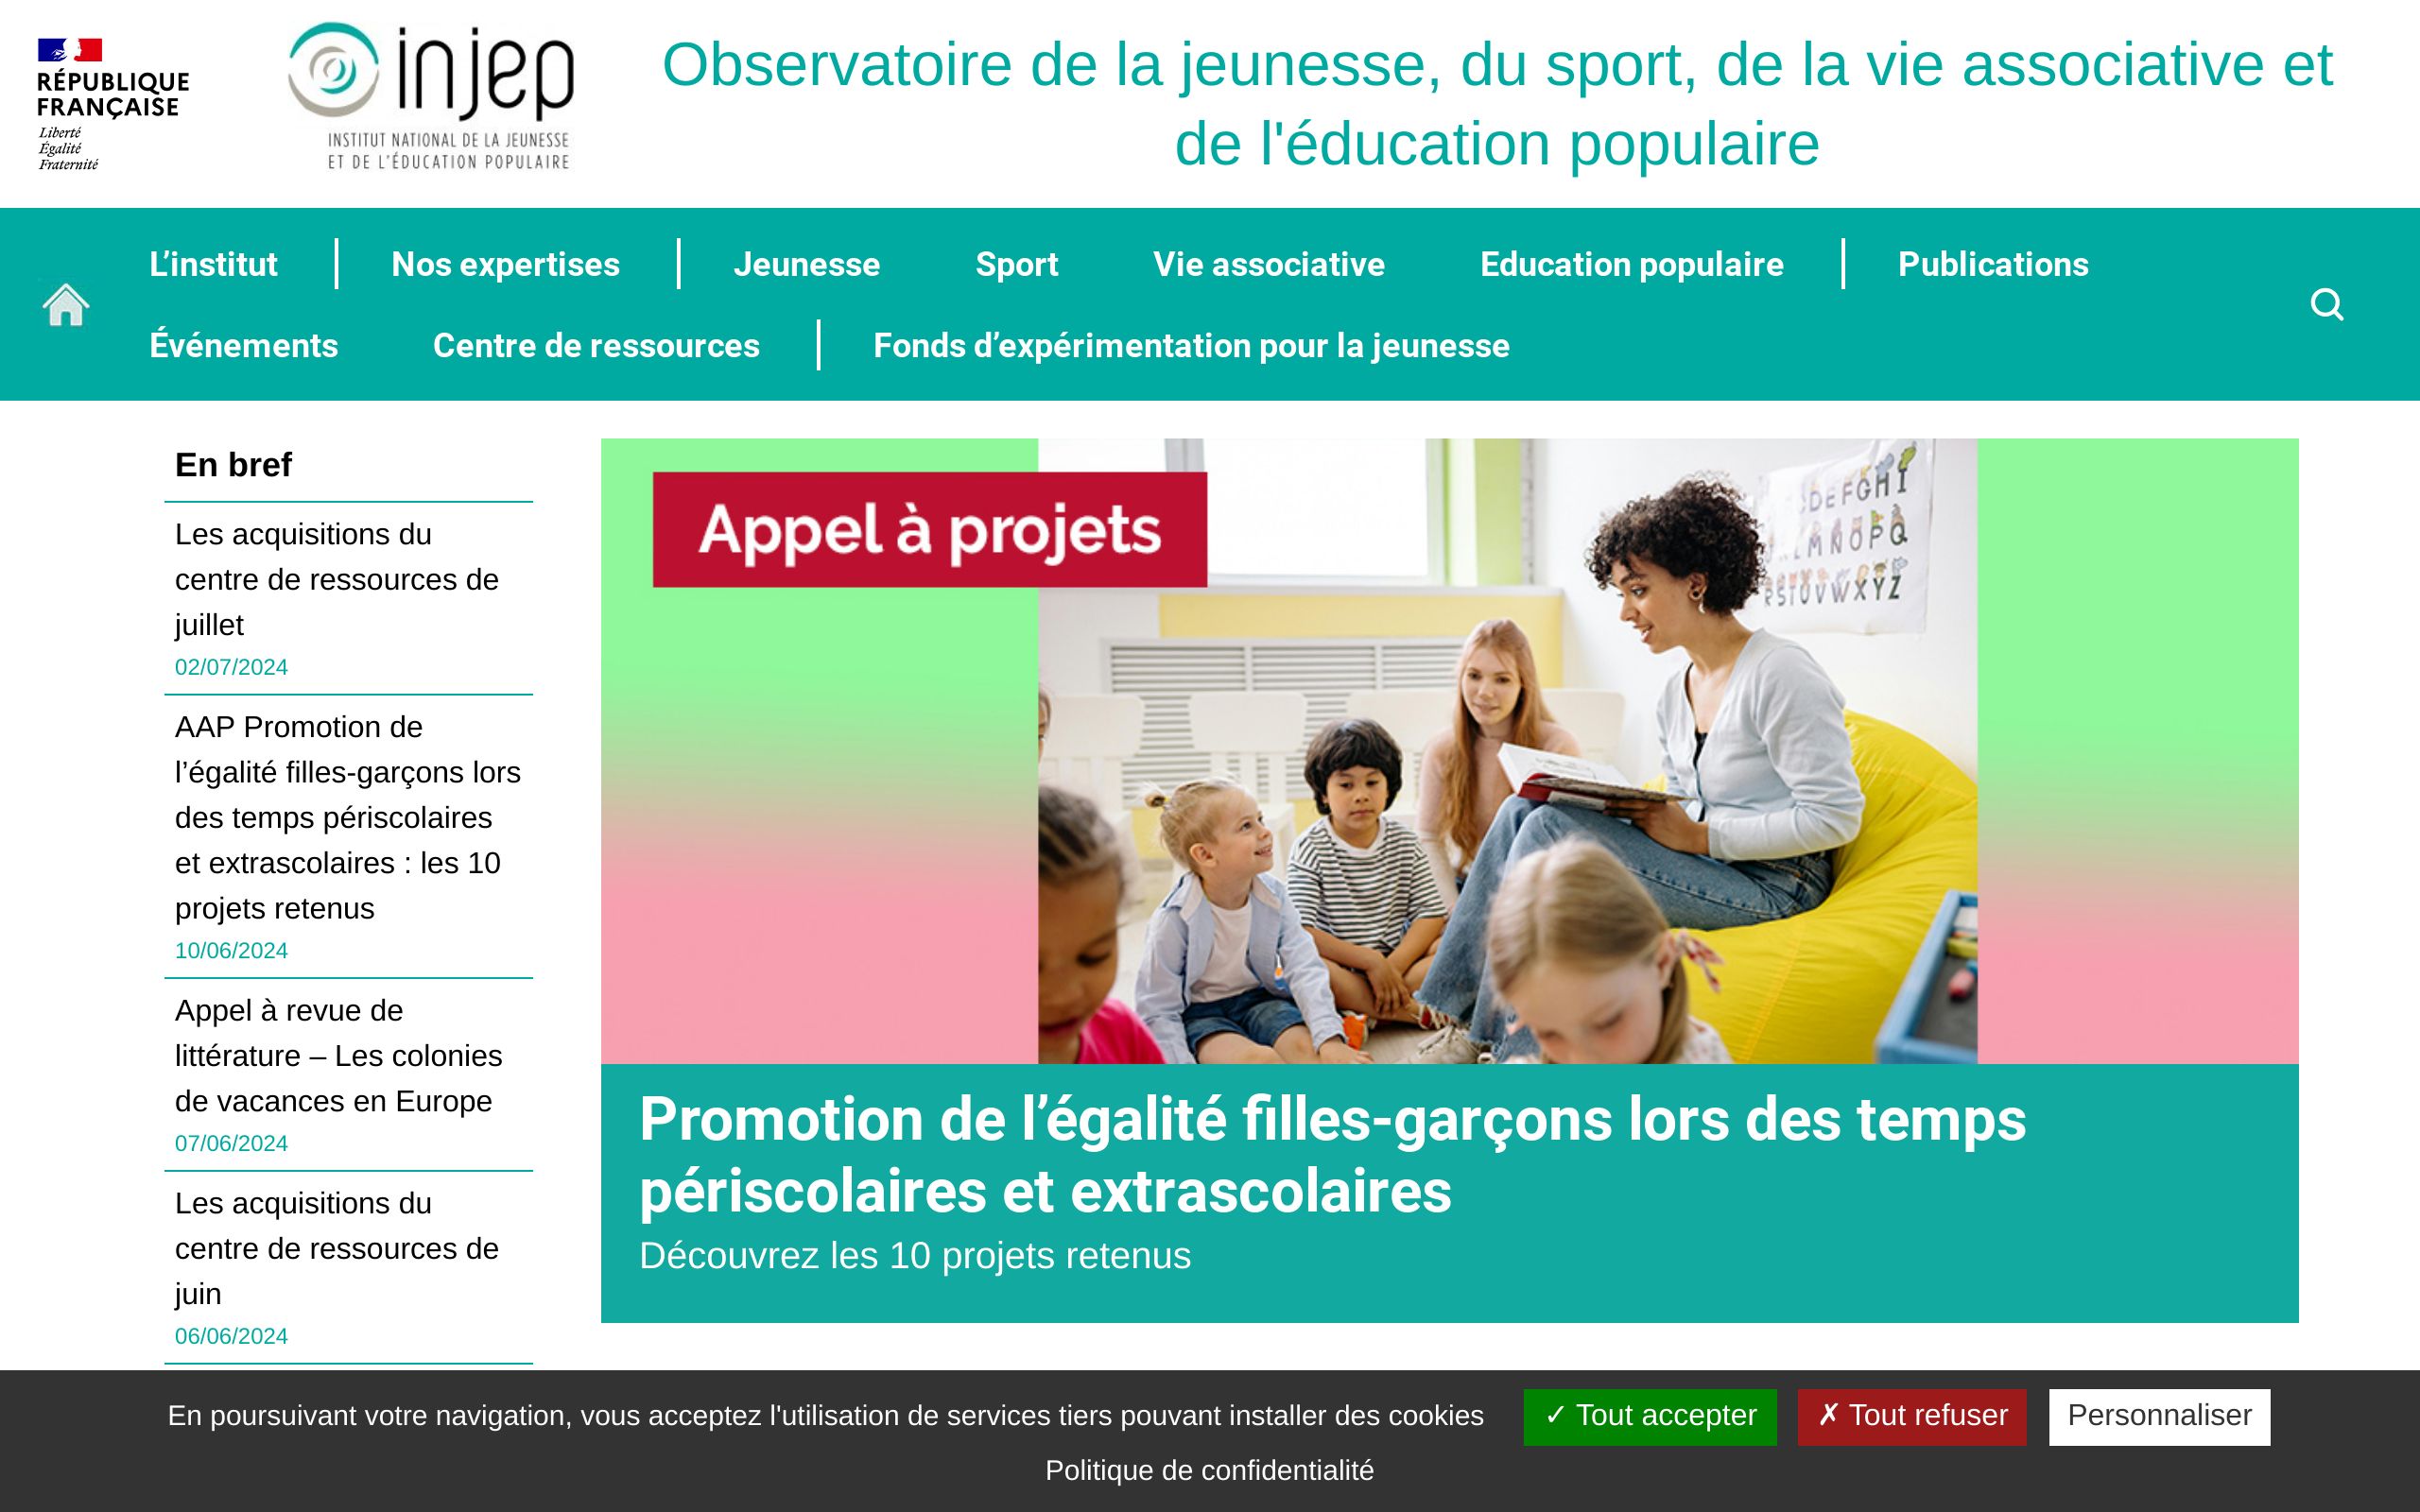 RÉPUBLIQUE
FRANÇAISE
Liberté
Égalité
Fraternité
injep
INSTITUT NATIONAL DE LA JEUNESSE
ET DE L'ÉDUCATION POPULAIRE
Observatoire de la jeunesse, du sport, de la vie associative et
de l'éducation populaire
L’institut
Nos expertises
Jeunesse
Sport
Vie associative
Education populaire
Publications
Événements
Centre de ressources
Fonds d’expérimentation pour la jeunesse
En bref
Les acquisitions du
centre de ressources de
juillet
02/07/2024
AAP Promotion de
l’égalité filles-garçons lors
des temps périscolaires
et extrascolaires : les 10
projets retenus
10/06/2024
Appel à revue de
littérature – Les colonies
de vacances en Europe
07/06/2024
Les acquisitions du
centre de ressources de
juin
06/06/2024
Appel à projets
DEFGHI
MNOPQ
RSTUVWXYZ
Promotion de l’égalité filles-garçons lors des temps
périscolaires et extrascolaires
Découvrez les 10 projets retenus
En poursuivant votre navigation, vous acceptez l'utilisation de services tiers pouvant installer des cookies
✓ Tout accepter
✗ Tout refuser
Personnaliser
Politique de confidentialité